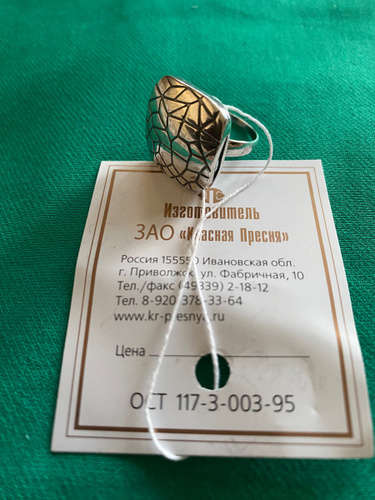 Изготовитель
ЗАО «Красная Пресня»
Россия 155550 Ивановская обл.
г. Приволжск ул. Фабричная, 10
Тел./факс (49339) 2-18-12
Тел. 8-920 378-33-64
www.kr-presnya.ru
Цена
ОСТ 117-3-003-95